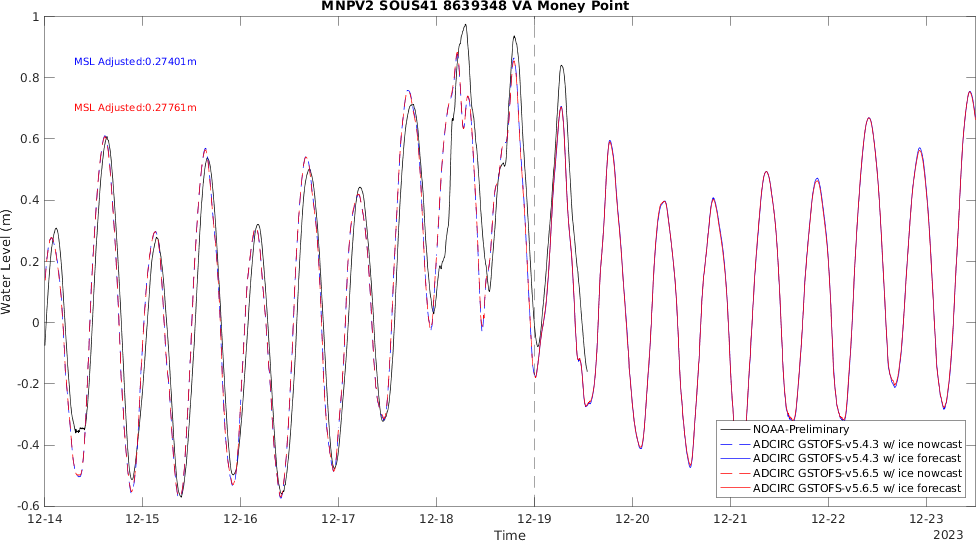 MNPV2 SOUS41 8639348 VA Money Point
1
0.8
0.6
0.4
0.2
0
-0.2
-0.4
-0.6
Water Level (m)
MSL Adjusted:0.27401m
MSL Adjusted:0.27761m
NOAA-Preliminary
ADCIRC GSTOFS-v5.4.3 w/ ice nowcast
ADCIRC GSTOFS-v5.4.3 w/ ice forecast
ADCIRC GSTOFS-v5.6.5 w/ ice nowcast
ADCIRC GSTOFS-v5.6.5 w/ ice forecast
12-14 12-15 12-16 12-17 12-18 12-19 12-20 12-21 12-22 12-23
Time
2023